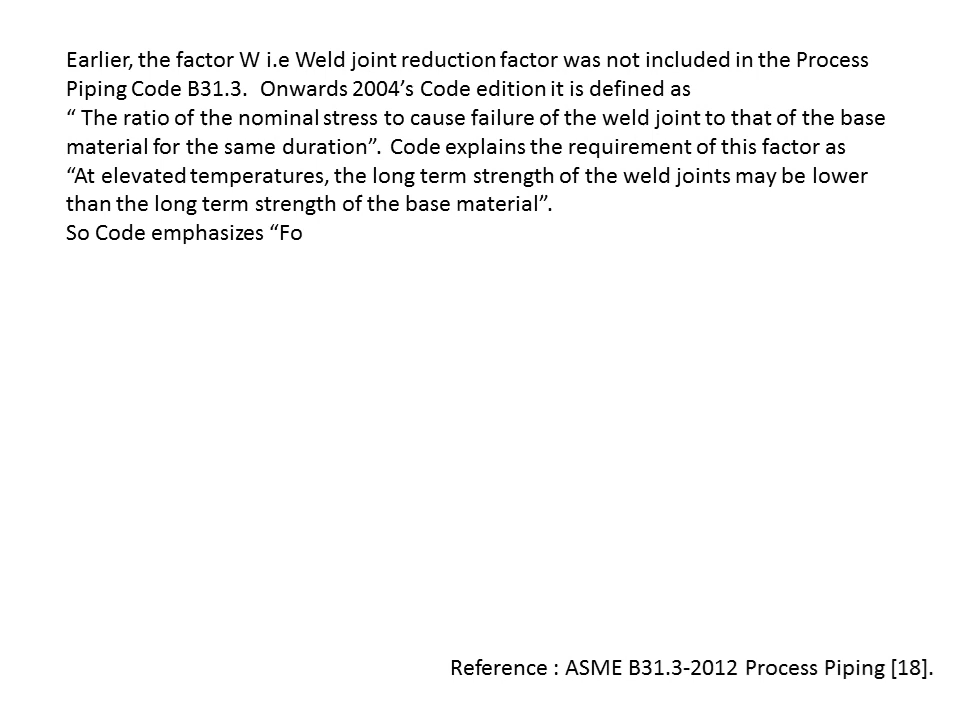 Earlier, the factor W i.e Weld joint reduction factor was not included in the Process
Piping Code B31.3.  Onwards 2004’s Code edition it is defined as
“ The ratio of the nominal stress to cause failure of the weld joint to that of the base
material for the same duration”.  Code explains the requirement of this factor as
“At elevated temperatures, the long term strength of the weld joints may be lower
than the long term strength of the base material”.
So Code emphasizes “Fo
Reference : ASME B31.3-2012 Process Piping [18].